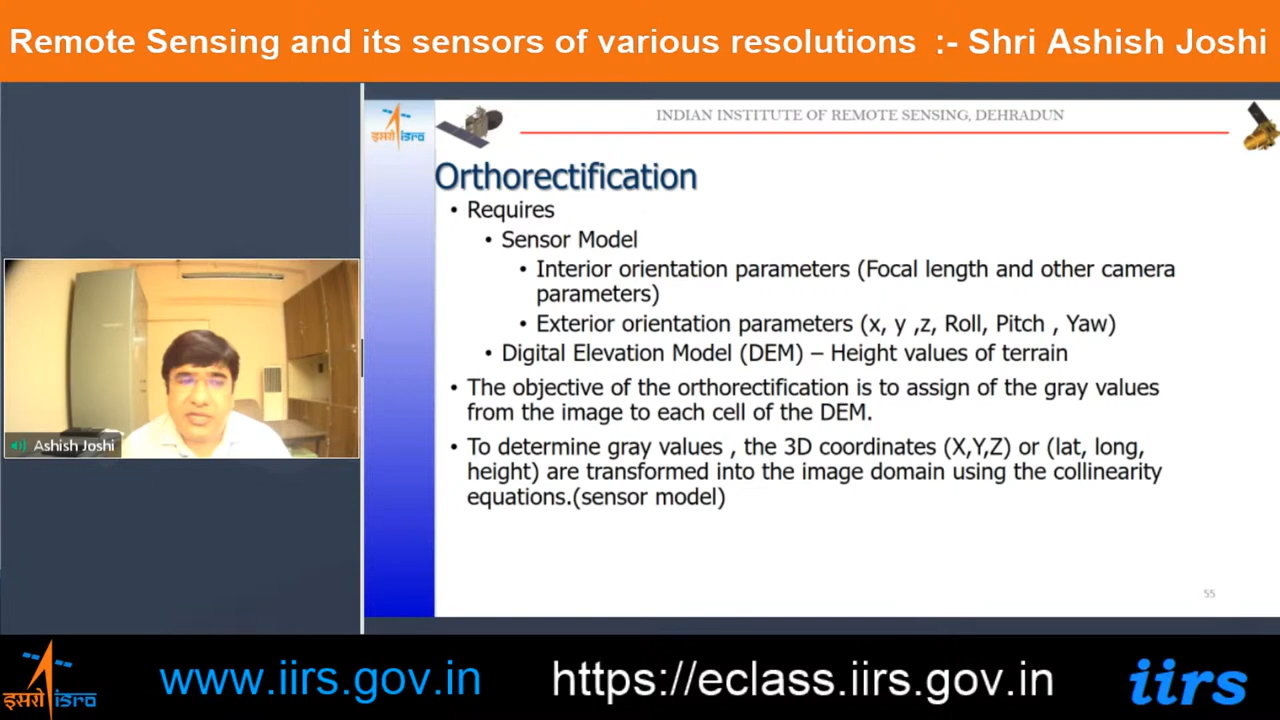 Remote Sensing and its sensors of various resolutions :- Shri Ashish Joshi
इसरो isro
INDIAN INSTITUTE OF REMOTE SENSING, DEHRADUN
Orthorectification
• Requires
• Sensor Model
• Interior orientation parameters (Focal length and other camera
parameters)
• Exterior orientation parameters (x, y ,z, Roll, Pitch , Yaw)
• Digital Elevation Model (DEM) – Height values of terrain
• The objective of the orthorectification is to assign of the gray values
from the image to each cell of the DEM.
• To determine gray values , the 3D coordinates (X,Y,Z) or (lat, long,
height) are transformed into the image domain using the collinearity
equations.(sensor model)
55
Ashish Joshi
इसरो isro
www.iirs.gov.in
https://eclass.iirs.gov.in
iirs